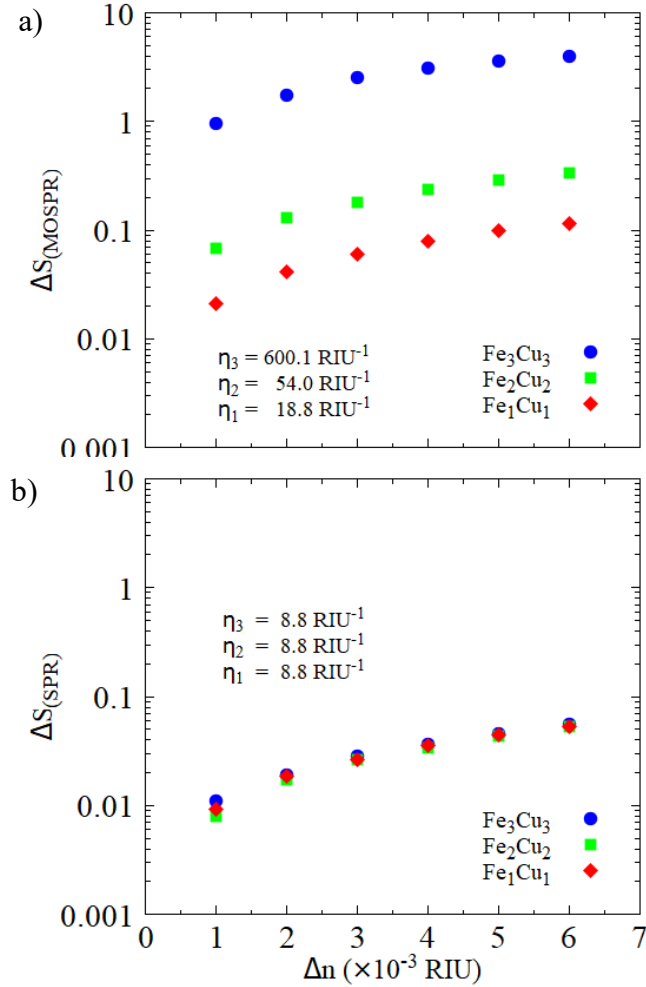 a)
10
1
0.1
0.01
0.001
ΔS(MOSPR)
η3 = 600.1 RIU-1
η2 = 54.0 RIU-1
η1 = 18.8 RIU-1
Fe3Cu3
Fe2Cu2
Fe1Cu1
b)
10
1
0.1
0.01
0.001
ΔS(SPR)
η3 = 8.8 RIU-1
η2 = 8.8 RIU-1
η1 = 8.8 RIU-1
Fe3Cu3
Fe2Cu2
Fe1Cu1
0 1 2 3 4 5 6 7
Δn (×10-3 RIU)